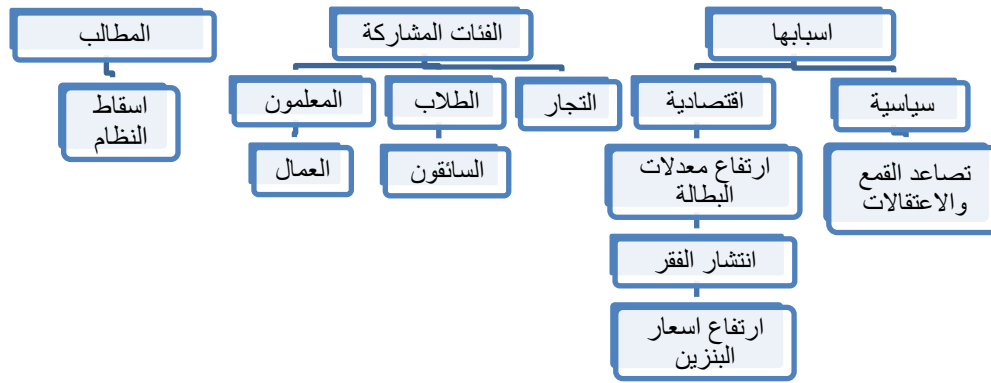 اسبابها
سياسية
تصاعد القمع
والاعتقالات
اقتصادية
ارتفاع معدلات
البطالة
انتشار الفقر
ارتفاع اسعار
البنزين
الفئات المشاركة
التجار
الطلاب
السائقون
المعلمون
العمال
المطالب
اسقاط
النظام